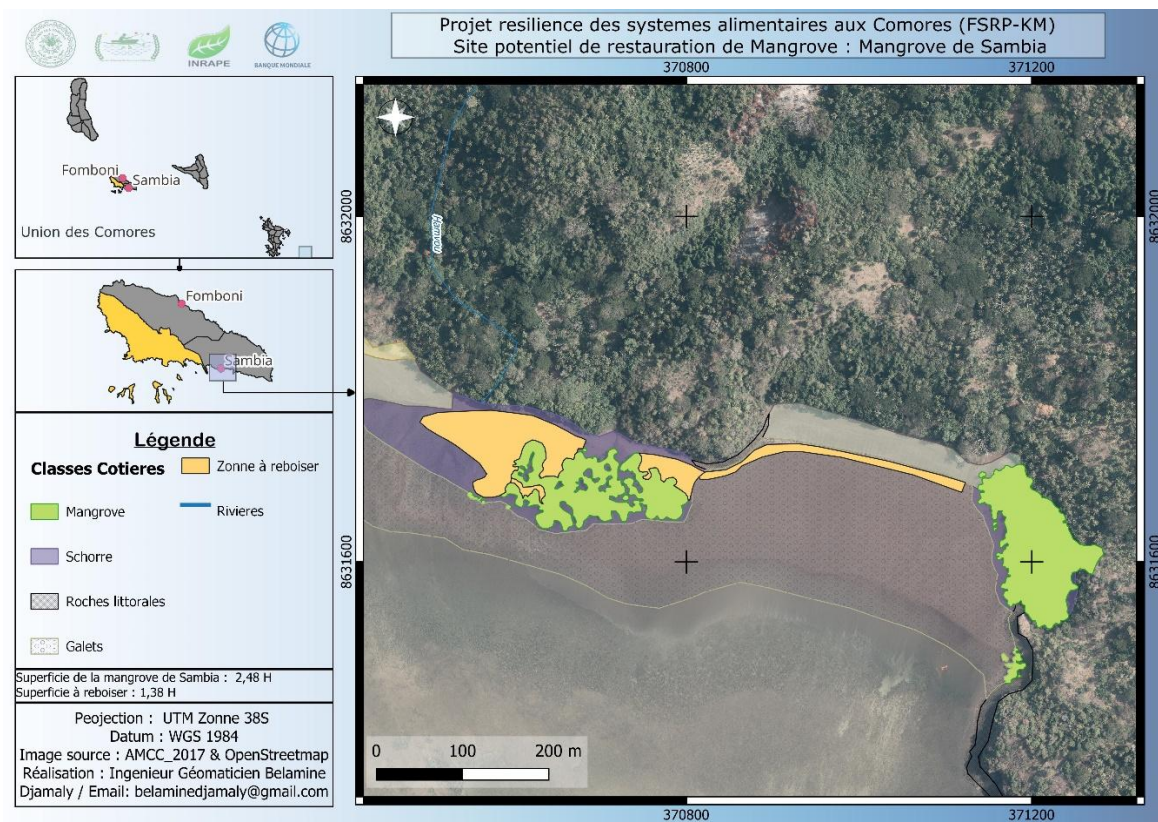 Projet resilience des systemes alimentaires aux Comores (FSRP-KM)
Site potentiel de restauration de Mangrove : Mangrove de Sambia
INRAPE
BANQUE MONDIALE
Fomboni
Sambia
Union des Comores
Fomboni
Sambia
Légende
Classes Cotieres
Zonne à reboiser
Mangrove
Rivieres
Schorre
Roches littorales
Galets
Superficie de la mangrove de Sambia : 2,48 H
Superficie à reboiser : 1,38 H
Peojection : UTM Zonne 38S
Datum : WGS 1984
Image source : AMCC_2017 & OpenStreetmap
Réalisation : Ingenieur Géomaticien Belamine
Djamaly / Email: belaminedjamaly@gmail.com
370800
371200
8632000
8632000
Hamvou
8631600
8631600
0 100 200 m
370800
371200